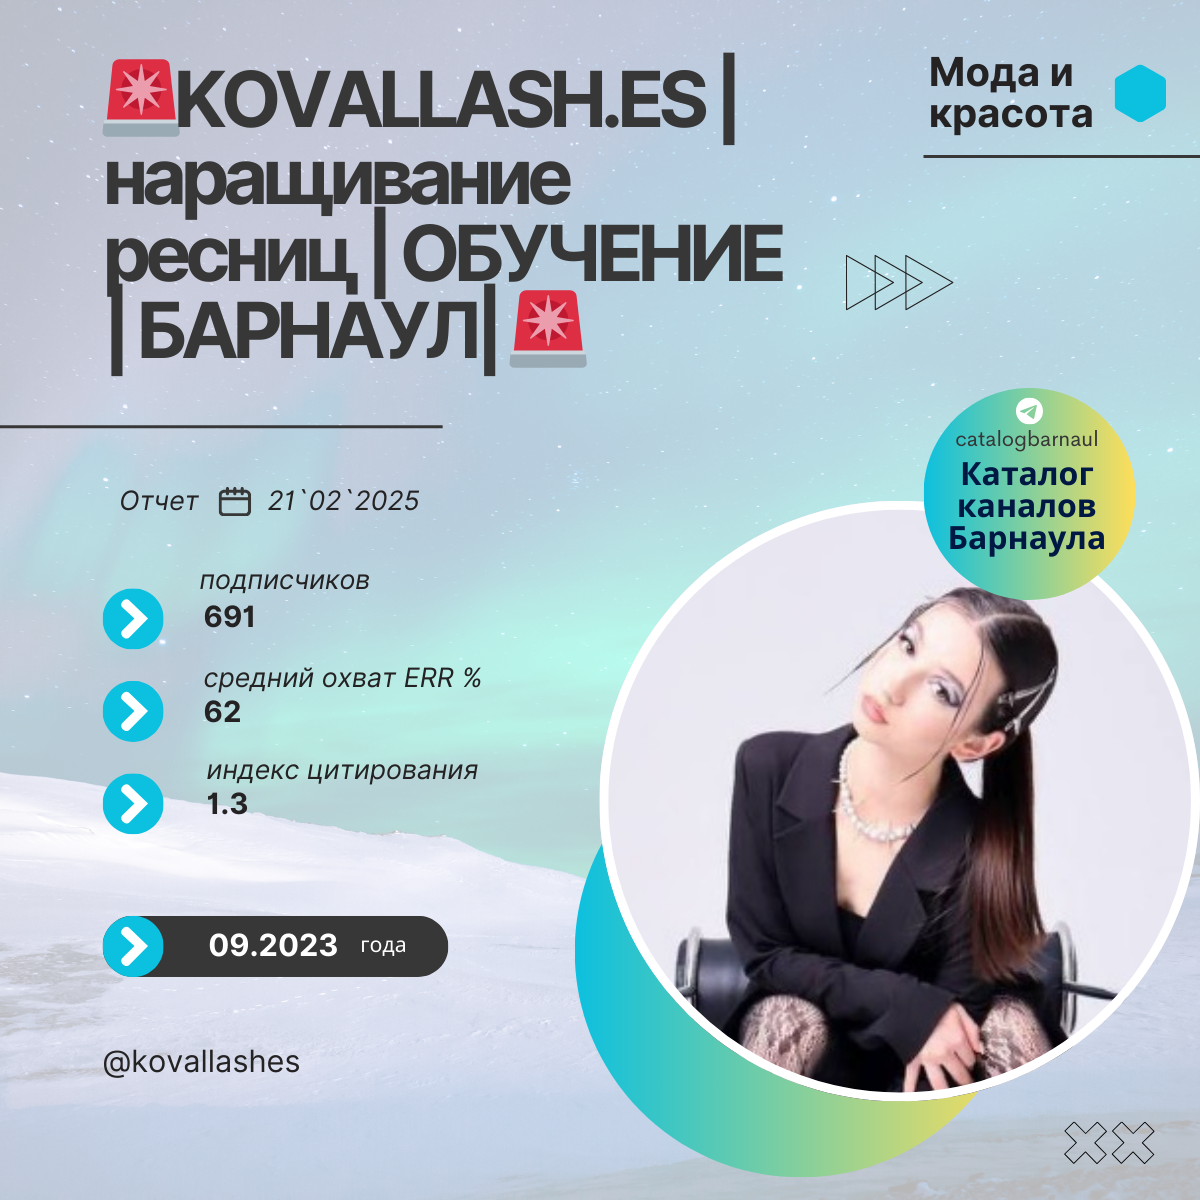 🚨KOVALLASH.ES |
наращивание
ресниц | ОБУЧЕНИЕ
| БАРНАУЛ|🚨
Мода и
красота
catalogbarnaul
Каталог
каналов
Барнаула
Отчет 21`02`2025
подписчиков
691
средний охват ERR %
62
индекс цитирования
1.3
09.2023 года
@kovallashes